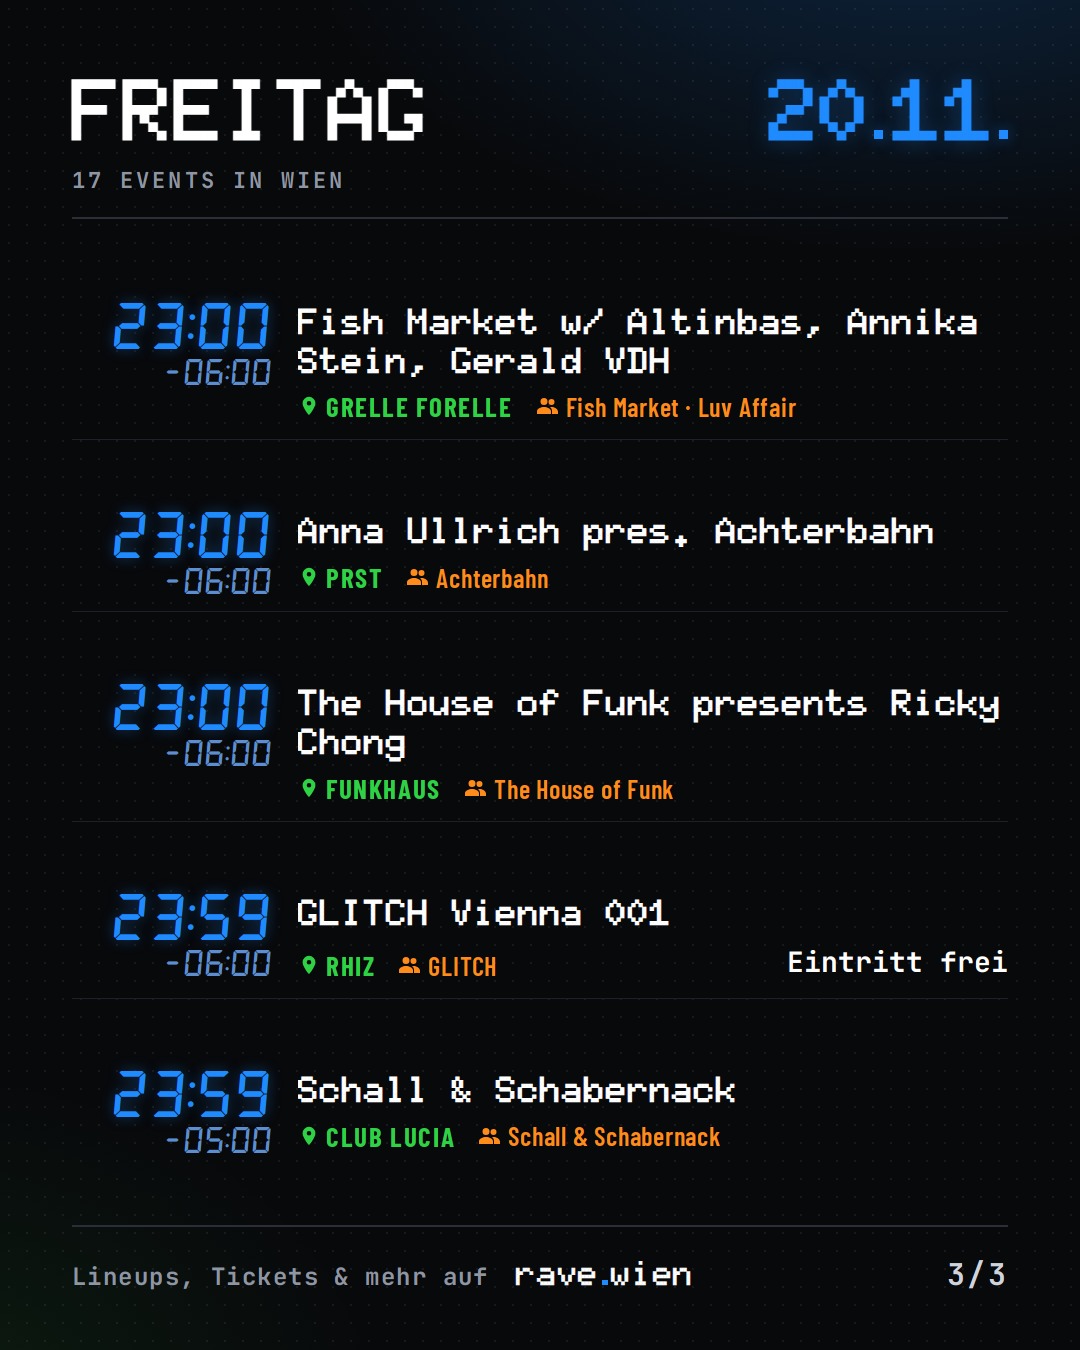 FREITAG 20.11.
17 EVENTS IN WIEN
23:00 Fish Market w/ Altinbas, Annika
Stein, Gerald VDH
-06:00
GRELLE FORELLE Fish Market · Luv Affair
23:00 Anna Ullrich pres. Achterbahn
-06:00 PRST Achterbahn
23:00 The House of Funk presents Ricky
Chong
-06:00
FUNKHAUS The House of Funk
23:59 GLITCH Vienna 001
-06:00 RHIZ GLITCH Eintritt frei
23:59 Schall & Schabernack
-05:00 CLUB LUCIA Schall & Schabernack
Lineups, Tickets & mehr auf rave.wien 3/3